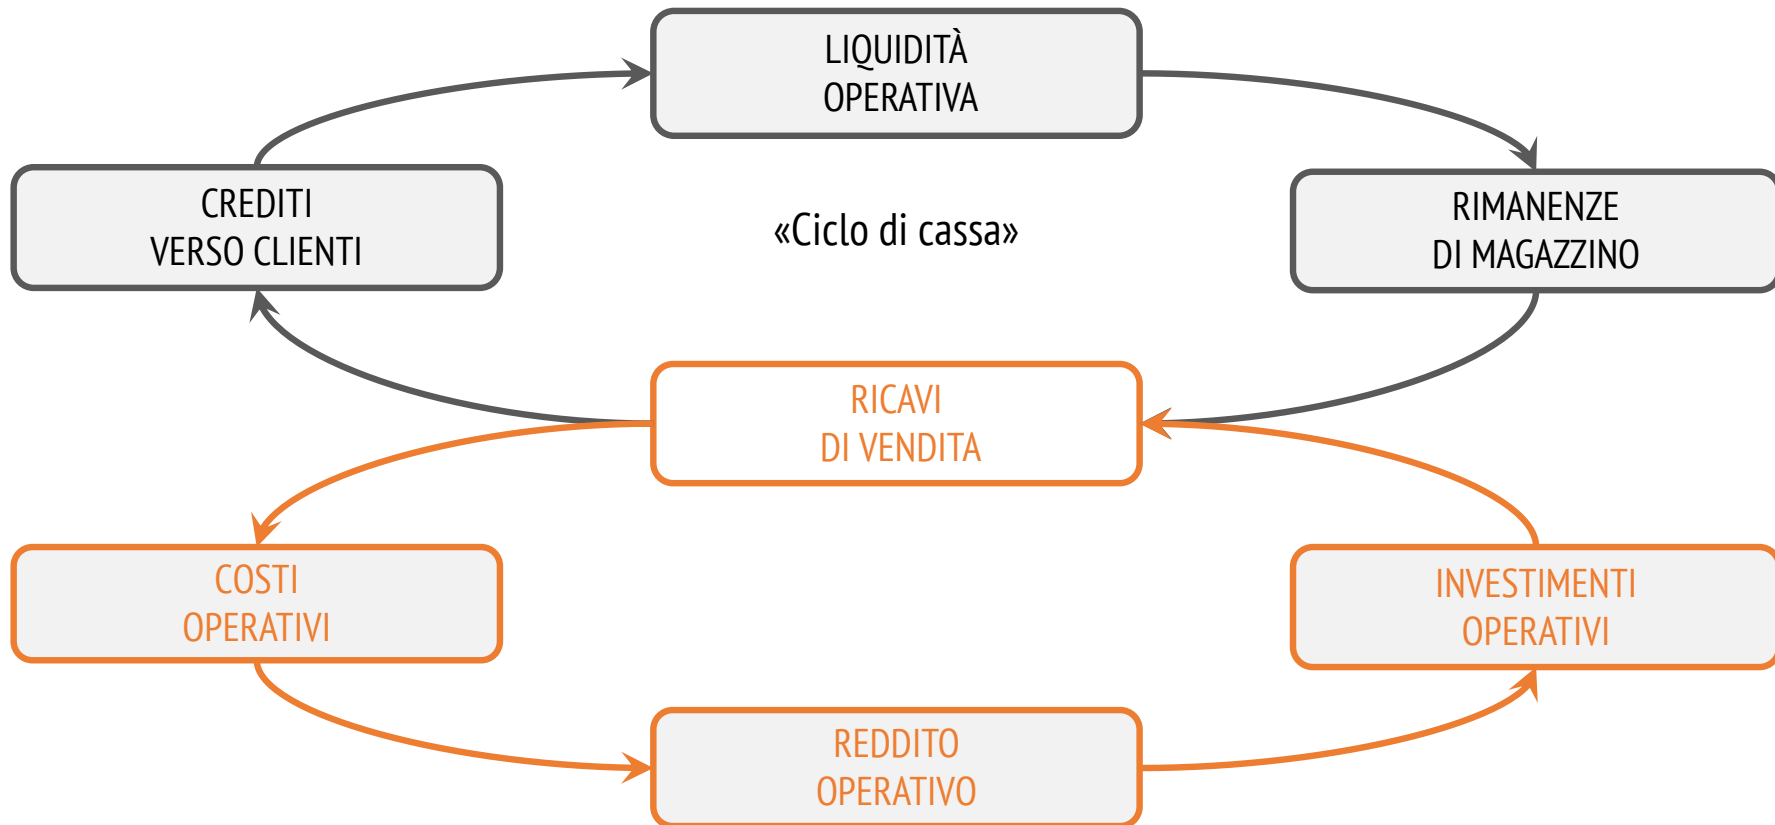 LIQUIDITÀ
OPERATIVA
CREDITI
VERSO CLIENTI
«Ciclo di cassa»
RIMANENZE
DI MAGAZZINO
RICAVI
DI VENDITA
COSTI
OPERATIVI
INVESTIMENTI
OPERATIVI
REDDITO
OPERATIVO